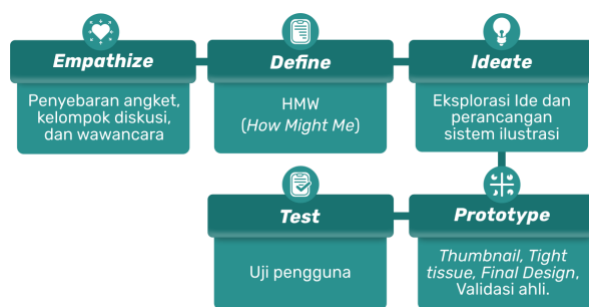 Empathize
Penyebaran angket,
kelompok diskusi,
dan wawancara
Define
HMW
(How Might Me)
Ideate
Eksplorasi Ide dan
perancangan
sistem ilustrasi
Prototype
Thumbnail, Tight
tissue, Final Design,
Validasi ahli.
Test
Uji pengguna